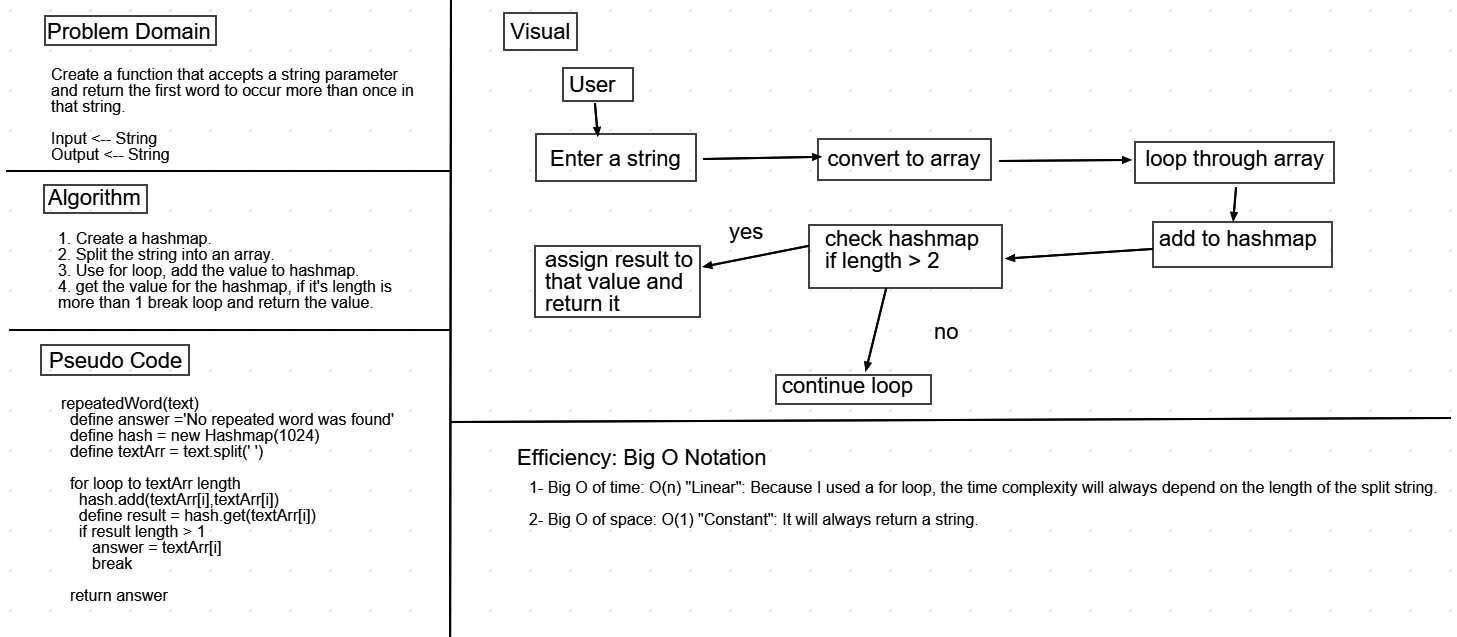 Problem Domain
Create a function that accepts a string parameter
and return the first word to occur more than once in
that string.
Input <-- String
Output <-- String
Algorithm
1. Create a hashmap.
2. Split the string into an array.
3. Use for loop, add the value to hashmap.
4. get the value for the hashmap, if it's length is
more than 1 break loop and return the value.
Pseudo Code
repeatedWord(text)
define answer ='No repeated word was found'
define hash = new Hashmap(1024)
define textArr = text.split(' ')
for loop to textArr length
hash.add(textArr[i],textArr[i])
define result = hash.get(textArr[i])
if result length > 1
answer = textArr[i]
break
return answer
Visual
User
Enter a string
convert to array
loop through array
add to hashmap
check hashmap
if length > 2
yes
assign result to
that value and
return it
no
continue loop
Efficiency: Big O Notation
1- Big O of time: O(n) "Linear": Because I used a for loop, the time complexity will always depend on the length of the split string.
2- Big O of space: O(1) "Constant": It will always return a string.